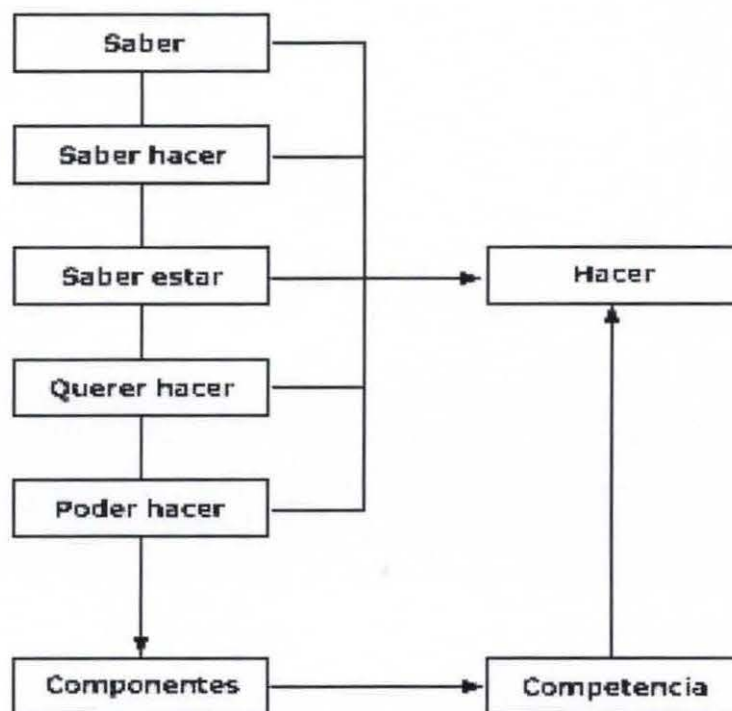 Saber
Saber hacer
Saber estar
Hacer
Querer hacer
Poder hacer
Componentes
Competencia